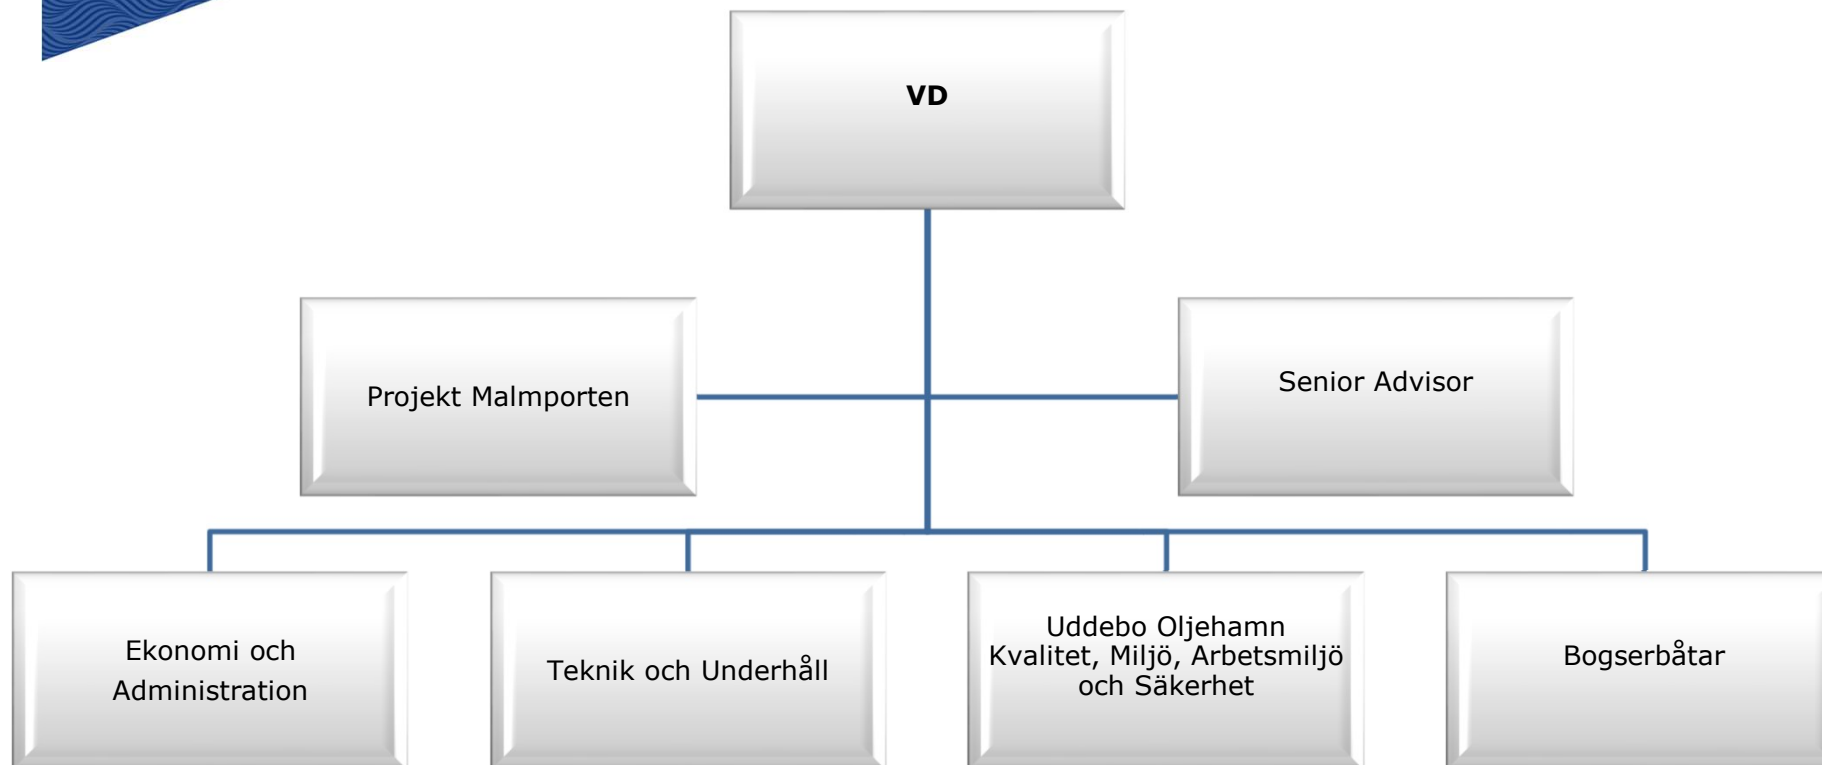 VD
Projekt Malmporten
Senior Advisor
Ekonomi och
Administration
Teknik och Underhåll
Uddebo Oljehamn
Kvalitet, Miljö, Arbetsmiljö
och Säkerhet
Bogserbåtar